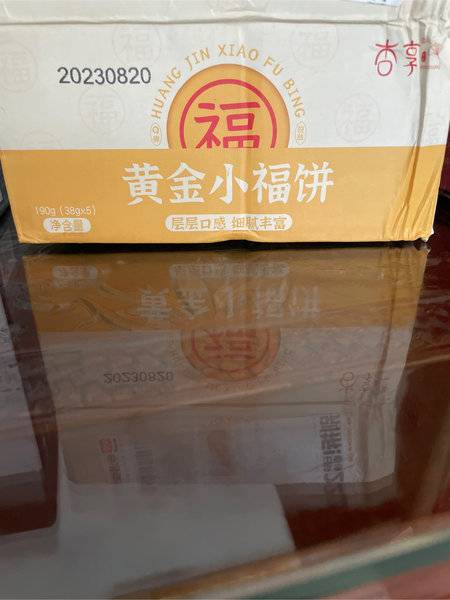 20230820
HUANG JIN XIAO FU BING
福
杏享
黄金小福饼
190g (38g×5)
净含量
层层口感 细腻丰富